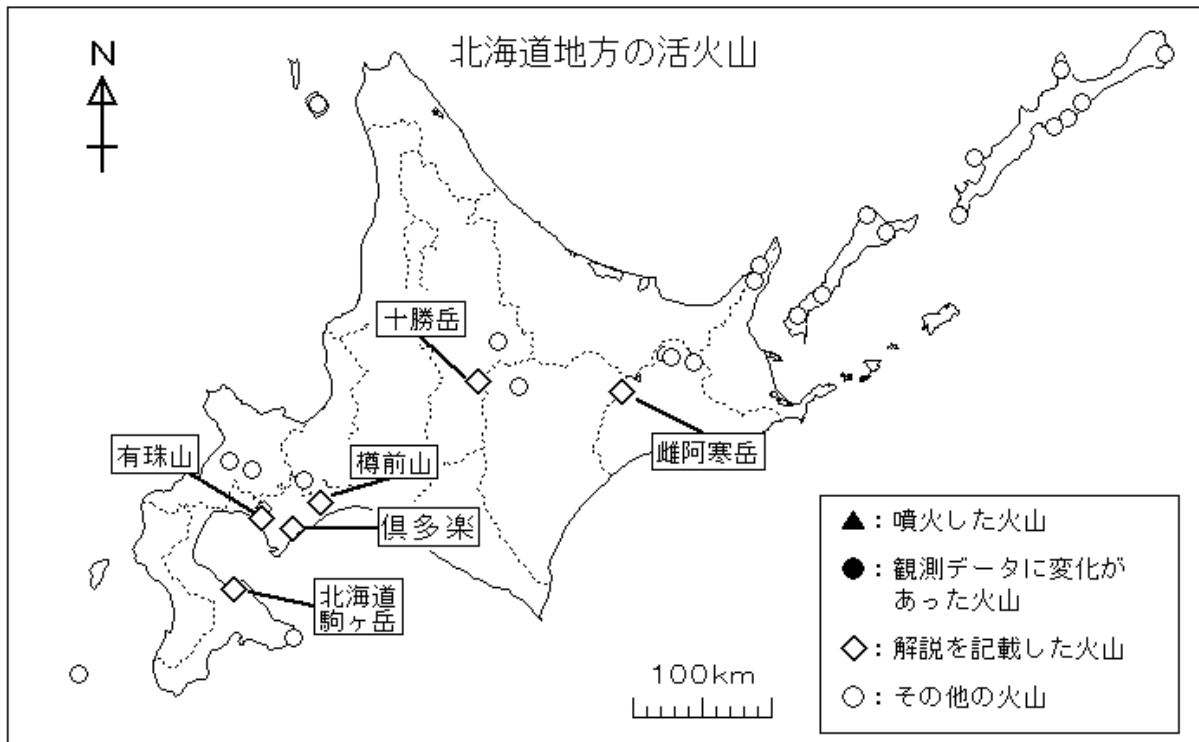 北海道地方の活火山
N
十勝岳
有珠山
樽前山
雌阿寒岳
倶多楽
北海道
駒ヶ岳
▲：噴火した火山
●：観測データに変化が
あった火山
◇：解説を記載した火山
○：その他の火山
100km